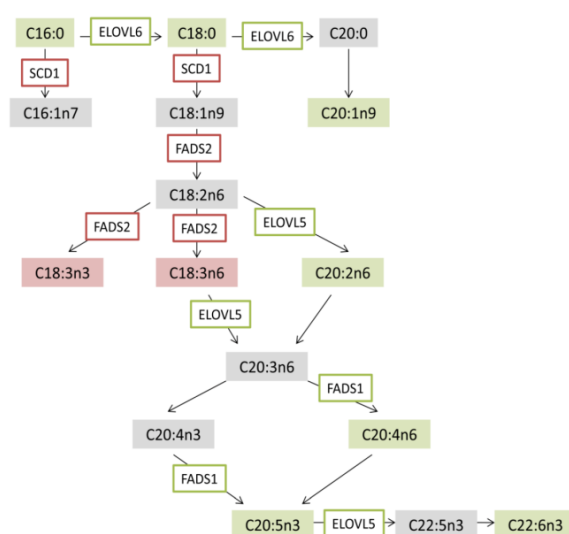 C16:0 ELOVL6 C18:0 ELOVL6 C20:0
SCD1 SCD1
C16:1n7 C18:1n9 C20:1n9
FADS2
C18:2n6
FADS2 FADS2 ELOVL5
C18:3n3 C18:3n6 C20:2n6
ELOVL5
C20:3n6
FADS1
C20:4n3 C20:4n6
FADS1
C20:5n3 ELOVL5 C22:5n3 C22:6n3